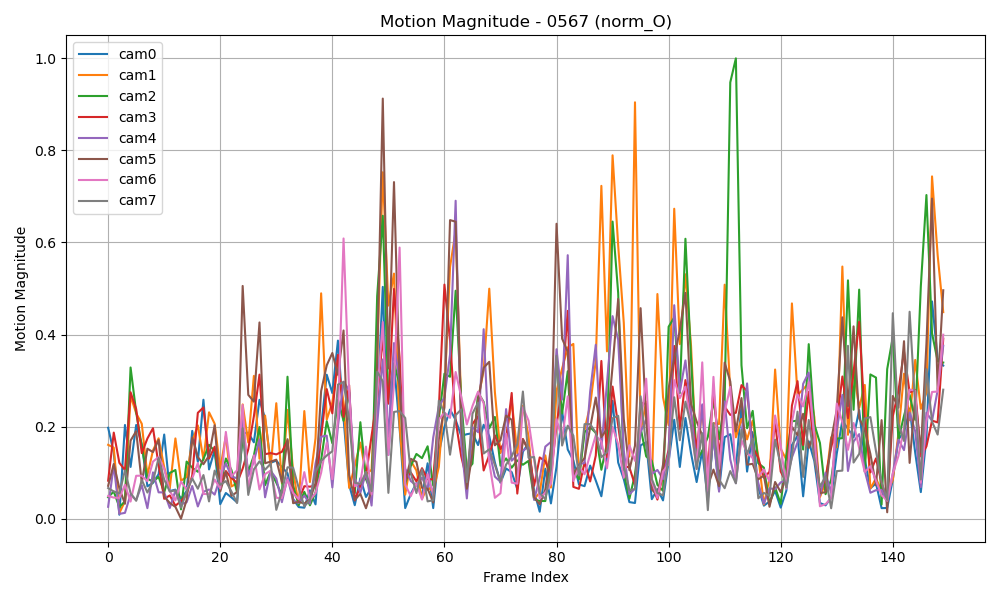 Motion Magnitude - 0567 (norm_O)
cam0
cam1
cam2
cam3
cam4
cam5
cam6
cam7
Motion Magnitude
1.0
0.8
0.6
0.4
0.2
0.0
0 20 40 60 80 100 120 140
Frame Index